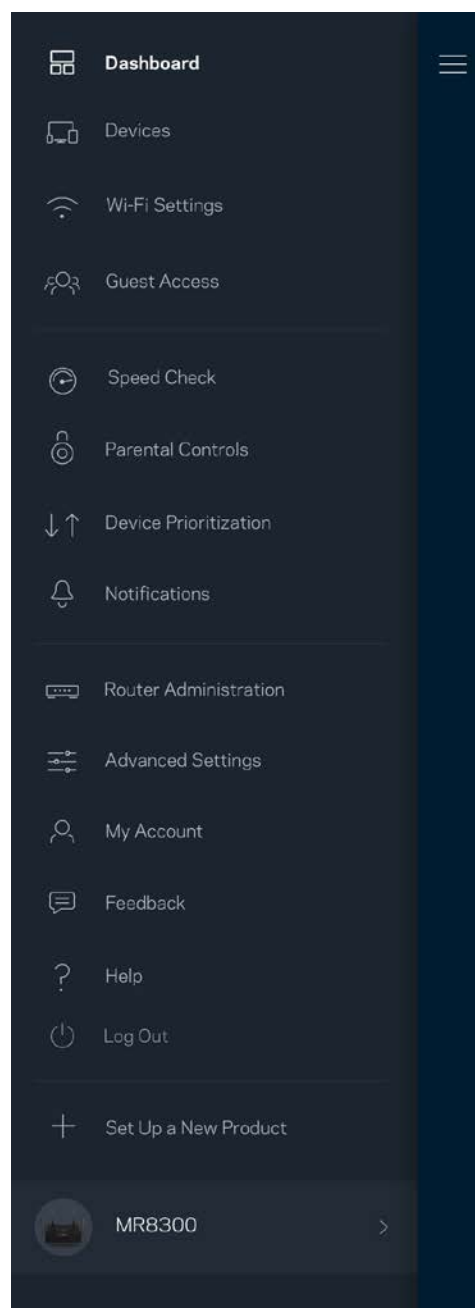 Dashboard
Devices
Wi-Fi Settings
Guest Access
Speed Check
Parental Controls
Device Prioritization
Notifications
Router Administration
Advanced Settings
My Account
Feedback
Help
Log Out
Set Up a New Product
MR8300